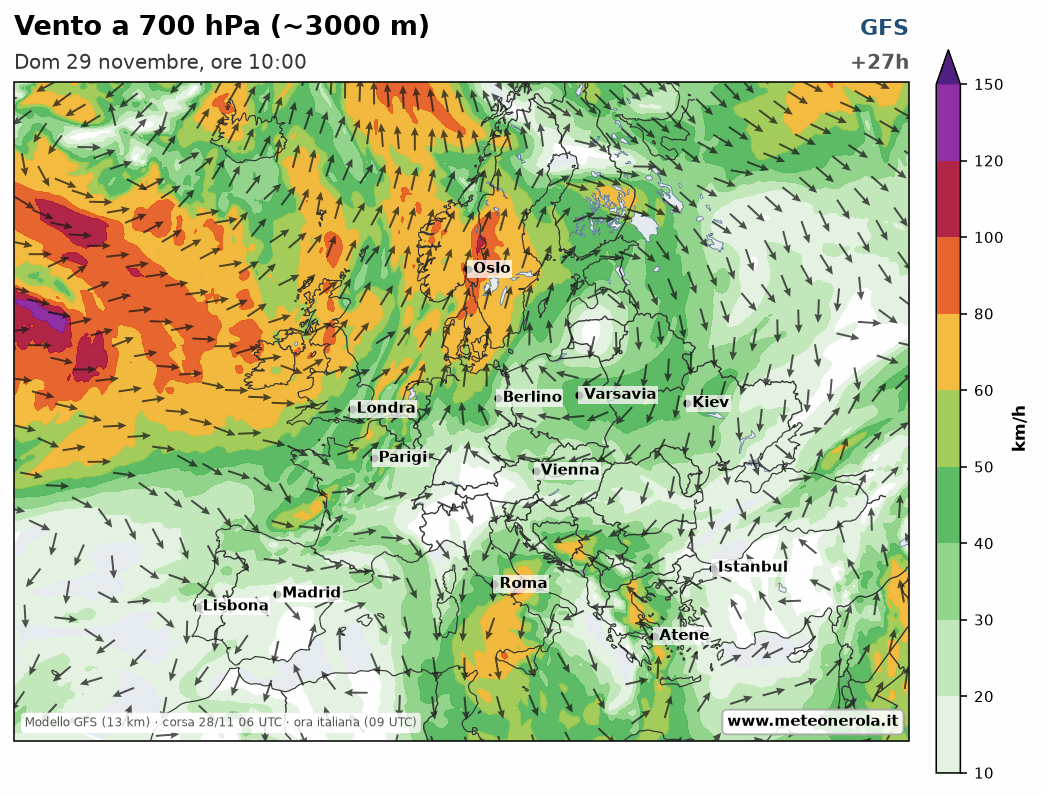 Vento a 700 hPa (~3000 m)
GFS
Dom 29 novembre, ore 10:00
+27h
150
120
100
80
60
50
40
30
20
10
km/h
Oslo
Londra
Berlino
Varsavia
Kiev
Parigi
Vienna
Istanbul
Roma
Madrid
Lisbona
Atene
Modello GFS (13 km) · corsa 28/11 06 UTC · ora italiana (09 UTC)
www.meteonerola.it